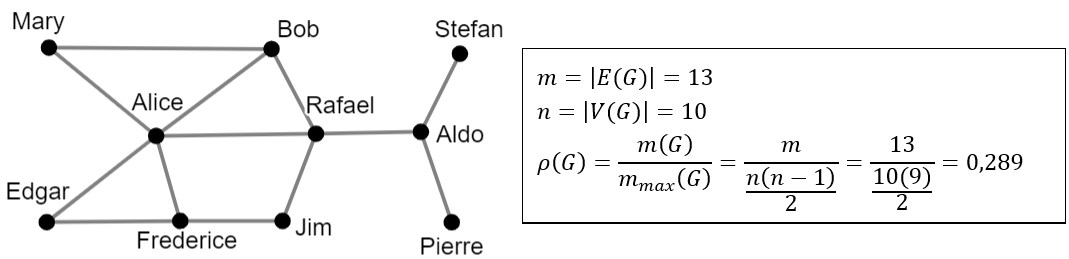 Mary
Bob
Stefan
Alice
Rafael
Aldo
Edgar
Frederice
Jim
Pierre
m = |E(G)| = 13
n = |V(G)| = 10
ρ(G) = m(G) / m_max(G) = m / (n(n − 1) / 2) = 13 / (10(9) / 2) = 0,289